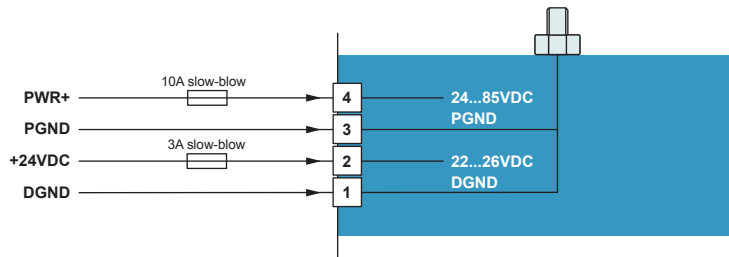 10A slow-blow
PWR+ 4 24...85VDC
PGND 3 PGND
3A slow-blow
+24VDC 2 22...26VDC
DGND 1 DGND